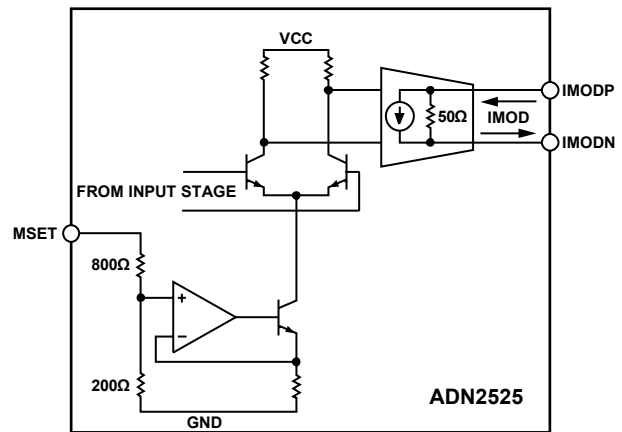 VCC
IMODP
50Ω
IMOD
IMODN
FROM INPUT STAGE
MSET
800Ω
+
–
200Ω
GND
ADN2525